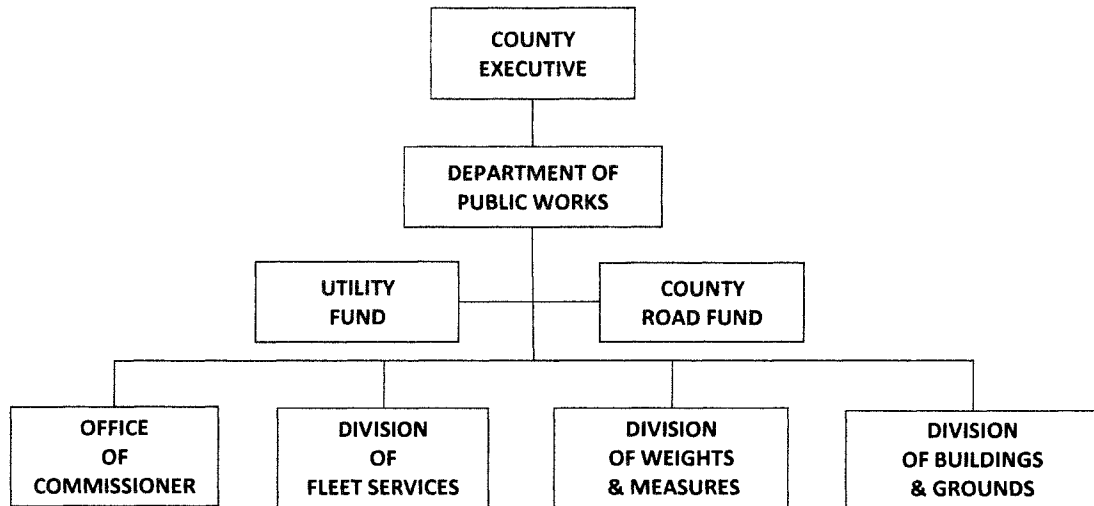 COUNTY
EXECUTIVE
DEPARTMENT OF
PUBLIC WORKS
UTILITY
FUND
COUNTY
ROAD FUND
OFFICE
OF
COMMISSIONER
DIVISION
OF
FLEET SERVICES
DIVISION
OF WEIGHTS
& MEASURES
DIVISION
OF BUILDINGS
& GROUNDS